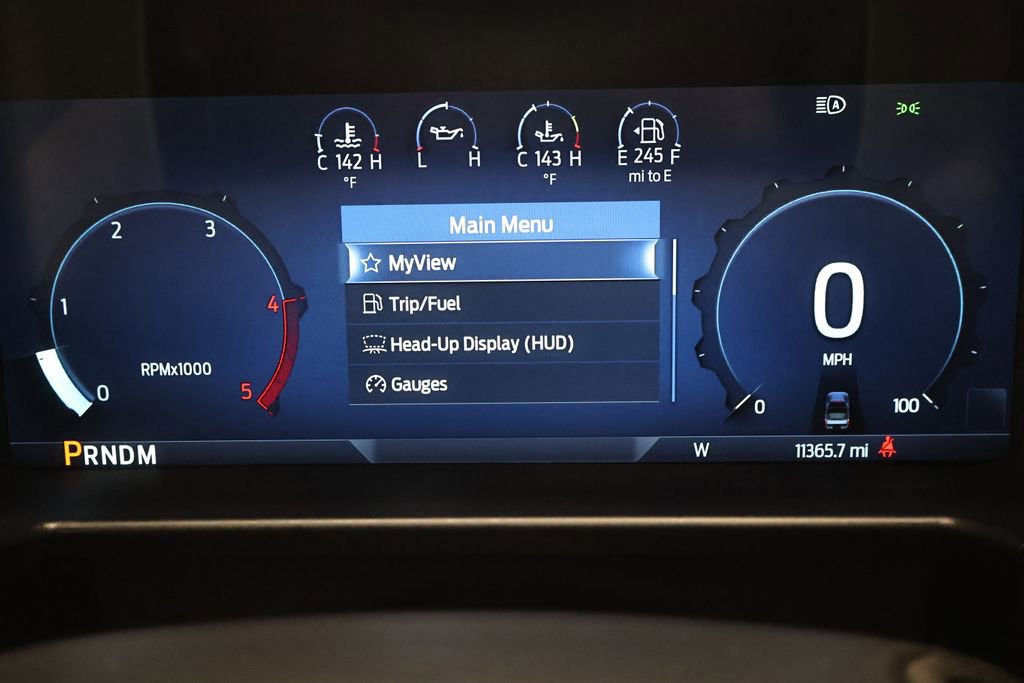 A
C 142 H
°F
L H
C 143 H
°F
E 245 F
mi to E
Main Menu
MyView
Trip/Fuel
Head-Up Display (HUD)
Gauges
0
1
2
3
4
5
RPMx1000
0
MPH
0
100
PRNDM
W
11365.7 mi